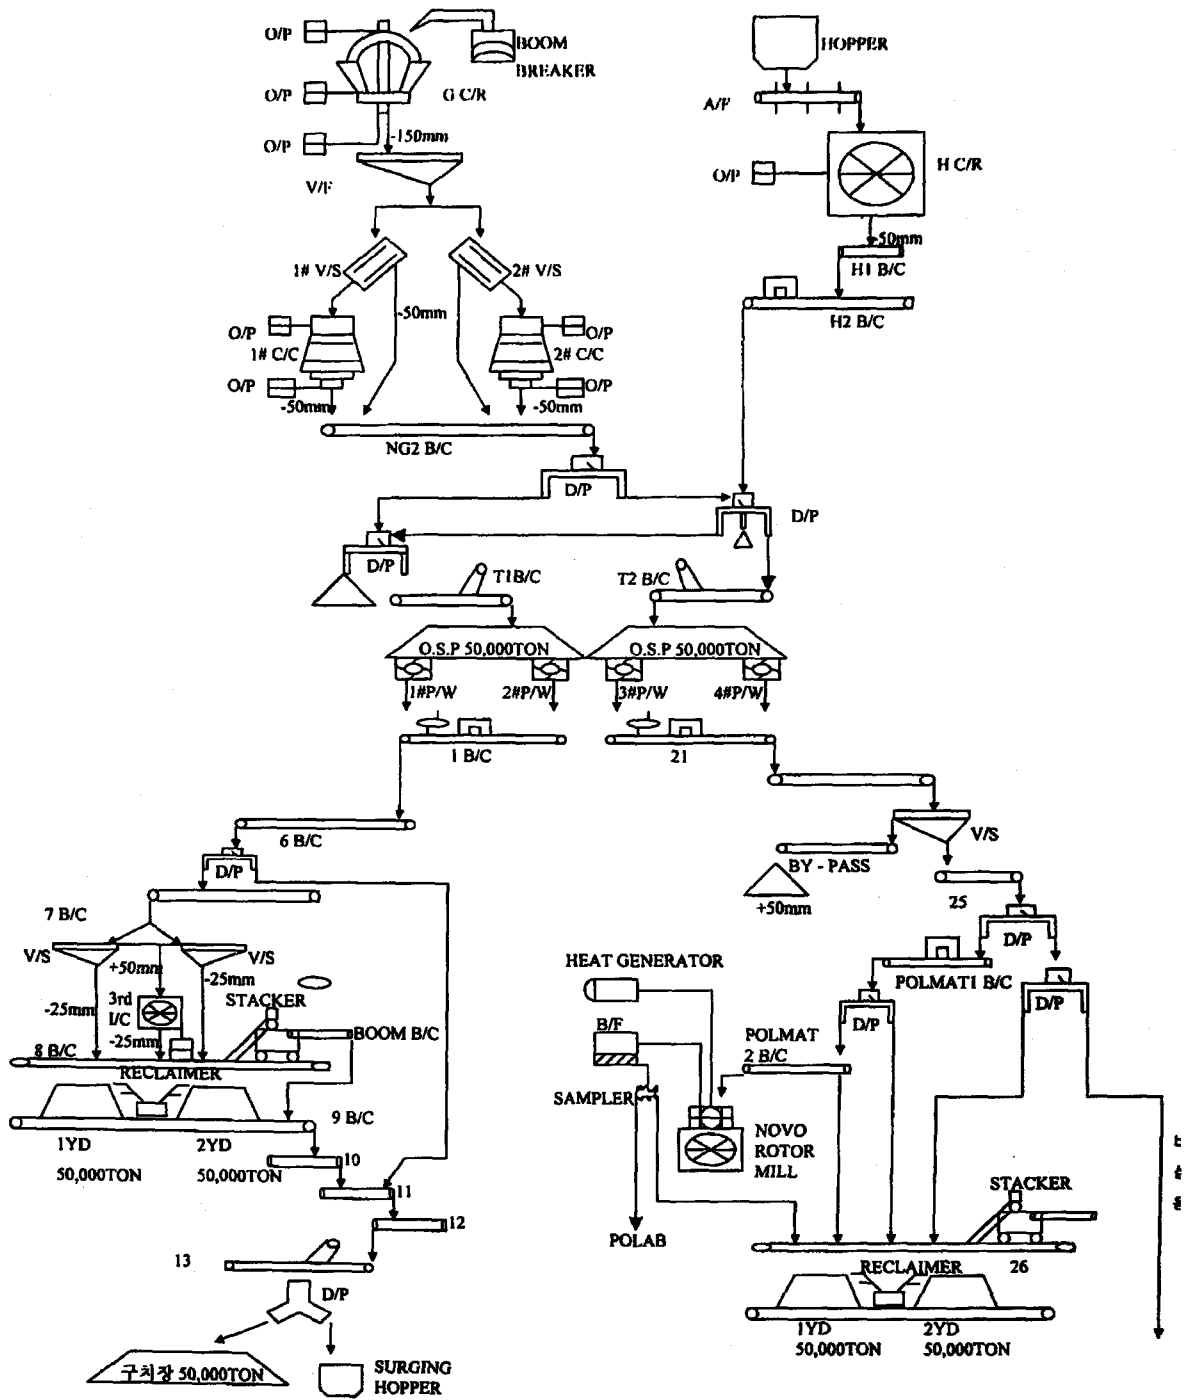 O/P
BOOM
BREAKER
HOPPER
O/P
G C/R
A/F
O/P
-150mm
V/F
O/P
H C/R
-50mm
1# V/S
2# V/S
H1 B/C
-50mm
H2 B/C
O/P
O/P
1# C/C
2# C/C
O/P
O/P
-50mm
-50mm
NG2 B/C
D/P
D/P
D/P
T1B/C
T2 B/C
O.S.P 50,000TON
O.S.P 50,000TON
1#P/W
2#P/W
3#P/W
4#P/W
1 B/C
21
6 B/C
V/S
D/P
BY - PASS
25
+50mm
7 B/C
D/P
V/S
V/S
+50mm
-25mm
HEAT GENERATOR
POLMAT1 B/C
STACKER
D/P
-25mm
3rd
I/C
B/F
D/P
-25mm
BOOM B/C
POLMAT
2 B/C
8 B/C
RECLAIMER
SAMPLER
9 B/C
NOVO
ROTOR
MILL
1YD
2YD
50,000TON
50,000TON
10
11
STACKER
12
POLAB
13
RECLAIMER
26
D/P
1YD
2YD
50,000TON
50,000TON
구치장 50,000TON
SURGING
HOPPER